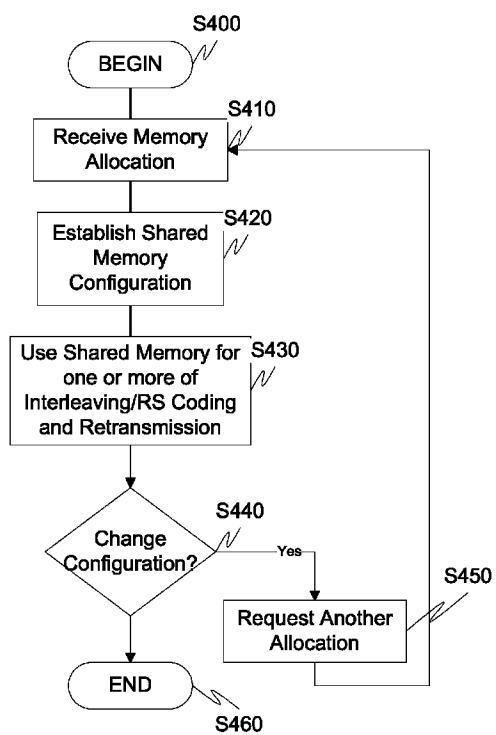 S400
BEGIN
S410
Receive Memory
Allocation
S420
Establish Shared
Memory
Configuration
S430
Use Shared Memory for
one or more of
Interleaving/RS Coding
and Retransmission
S440
Change
Configuration?
Yes
S450
Request Another
Allocation
END
S460